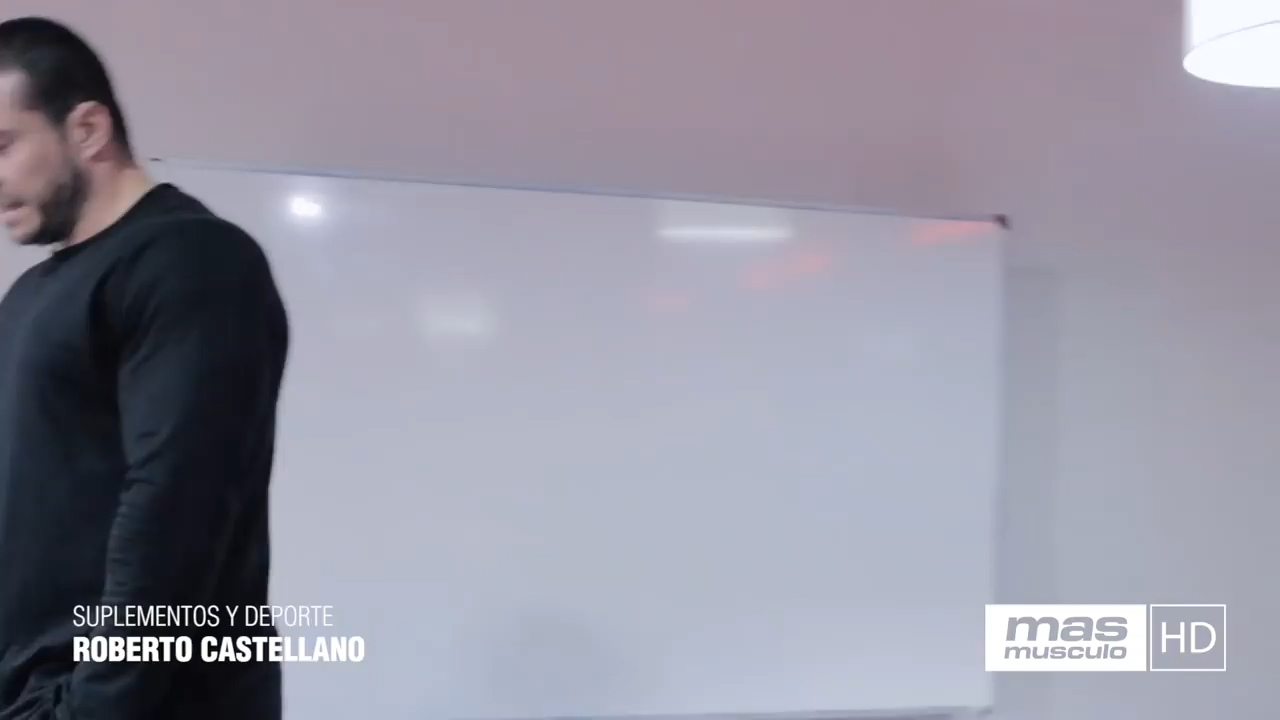 SUPLEMENTOS Y DEPORTE
ROBERTO CASTELLANO
mas
musculo
HD